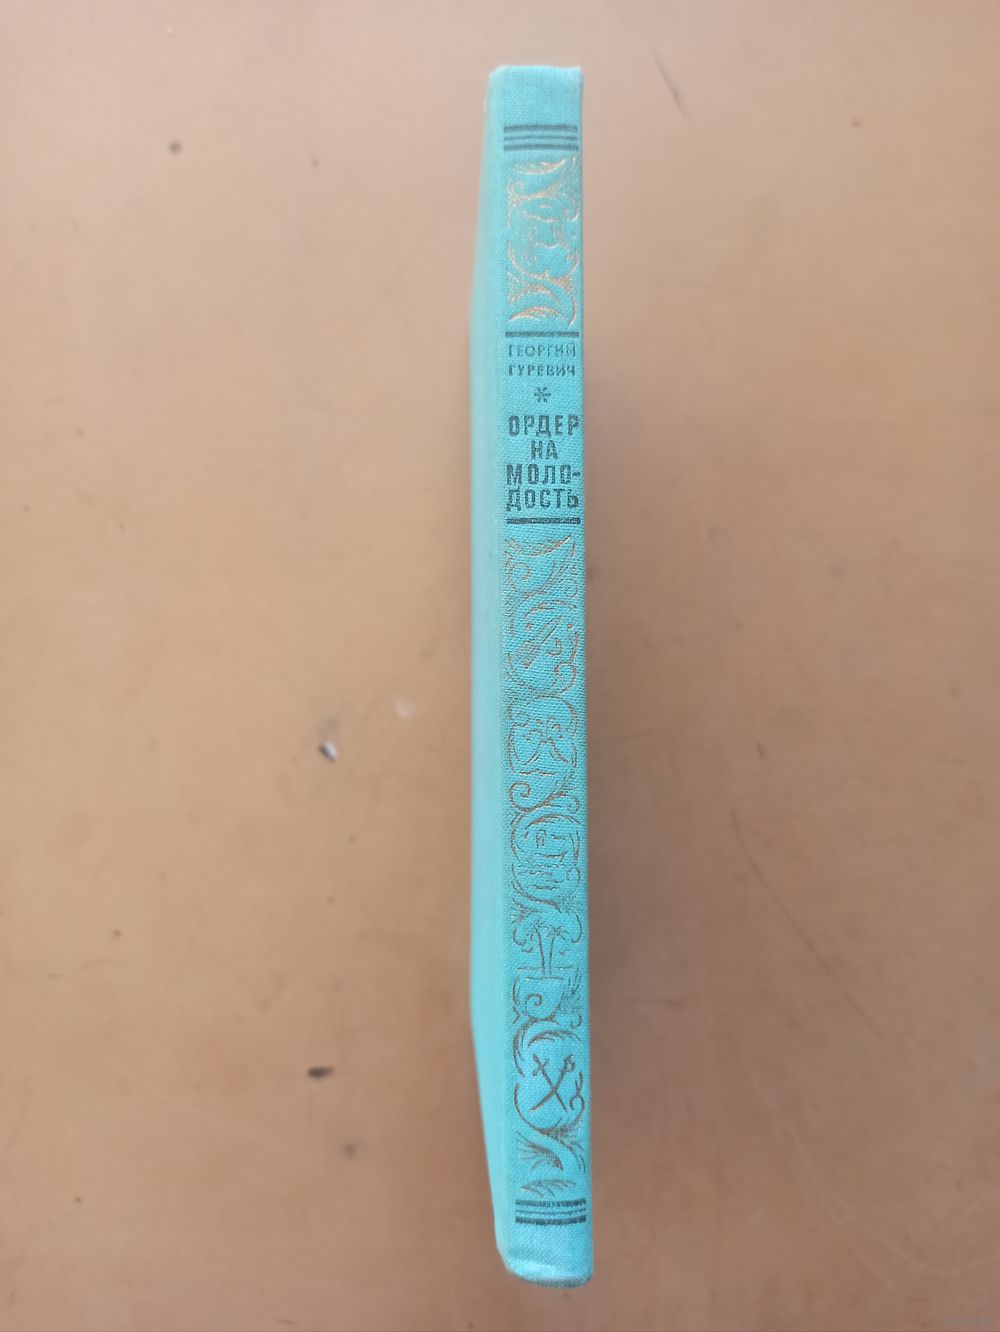 ГЕОРГИЙ
ГУРЕВИЧ
*
ОРДЕР
НА
МОЛО-
ДОСТЬ